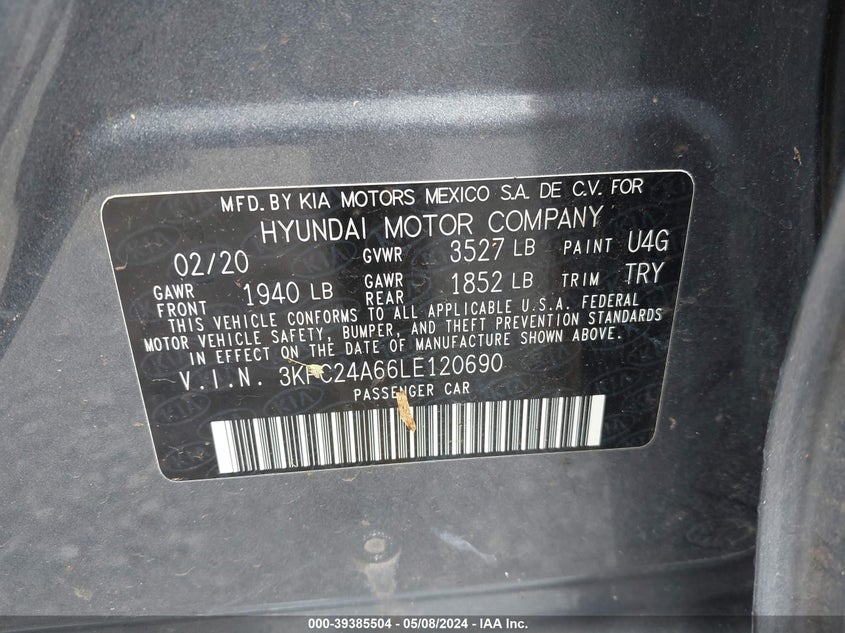 MFD. BY KIA MOTORS MEXICO S.A. DE C.V. FOR
HYUNDAI MOTOR COMPANY
02/20 GVWR 3527 LB PAINT U4G
GAWR FRONT 1940 LB GAWR REAR 1852 LB TRIM TRY
THIS VEHICLE CONFORMS TO ALL APPLICABLE U.S.A. FEDERAL
MOTOR VEHICLE SAFETY, BUMPER, AND THEFT PREVENTION STANDARDS
IN EFFECT ON THE DATE OF MANUFACTURE SHOWN ABOVE.
V.I.N. 3KPC24A66LE120690
PASSENGER CAR
000-39385504 - 05/08/2024 - IAA Inc.